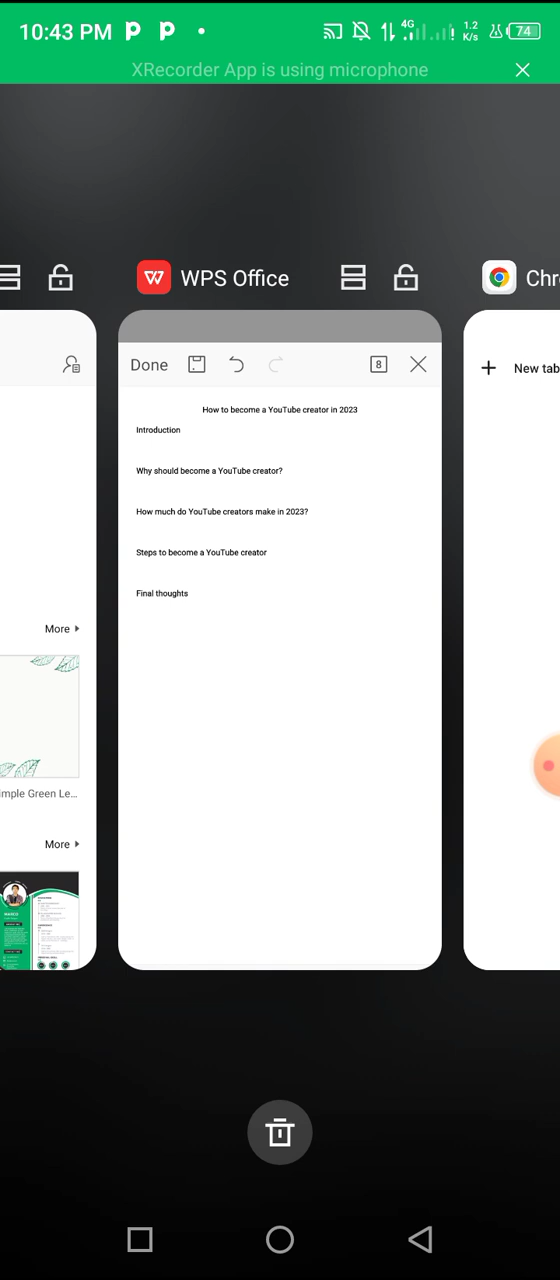 10:43 PM
4G
1.2
K/s
74
XRecorder App is using microphone
WPS Office
Chr
Done
8
New tab
How to become a YouTube creator in 2023
Introduction
Why should become a YouTube creator?
How much do YouTube creators make in 2023?
Steps to become a YouTube creator
Final thoughts
More
imple Green Le...
More